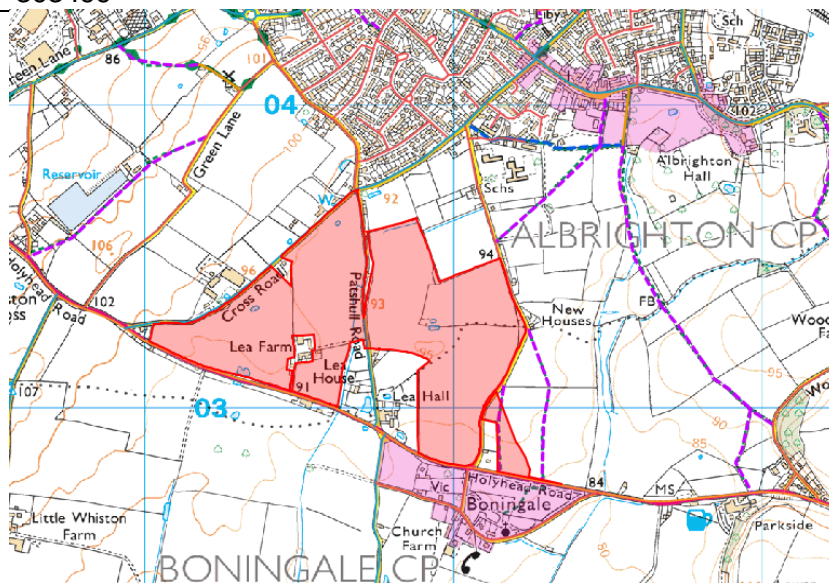 Liby
Sch
Green Lane
86
101
95
102
04
100
Green Lane
Reservoir
W
92
Schs
Albrighton
Hall
ALBRIGHTON CP
106
96
94
Holyhead Road
102
Cross Road
Patshull Road
93
New
Houses
FB
Lea Farm
Lea
House
95
107
91
Lea Hall
03
90
85
Vic
Holyhead Road
84
MS
Boningale
Little Whiston
Farm
Church
Farm
Parkside
80
BONINGALE CP